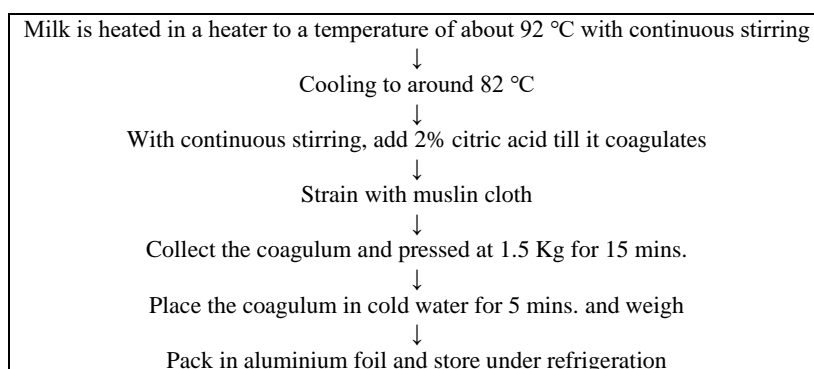 Milk is heated in a heater to a temperature of about 92 ℃ with continuous stirring
↓
Cooling to around 82 ℃
↓
With continuous stirring, add 2% citric acid till it coagulates
↓
Strain with muslin cloth
↓
Collect the coagulum and pressed at 1.5 Kg for 15 mins.
↓
Place the coagulum in cold water for 5 mins. and weigh
↓
Pack in aluminium foil and store under refrigeration